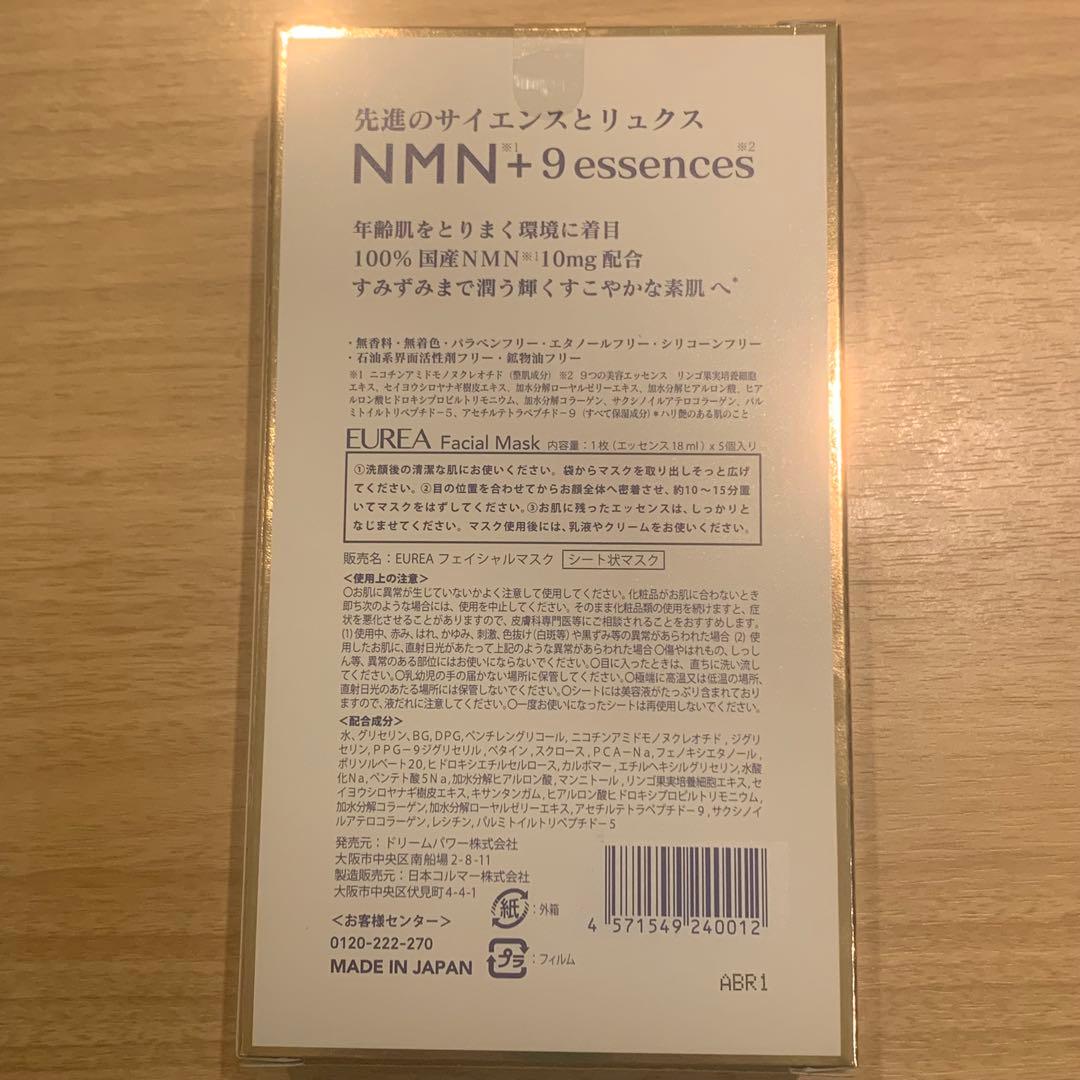 先進のサイエンスとリュクス
NMN※1+9 essences※2
年齢肌をとりまく環境に着目
100% 国産NMN※1 10mg 配合
すみずみまで潤う輝くすこやかな素肌 へ*
・無香料・無着色・パラベンフリー・エタノールフリー・シリコーンフリー
・石油系界面活性剤フリー・鉱物油フリー
※1 ニコチンアミドモノヌクレオチド（整肌成分）※2 9つの美容エッセンス リンゴ果実培養細胞
エキス、セイヨウシロヤナギ樹皮エキス、加水分解ローヤルゼリーエキス、加水分解ヒアルロン酸、ヒア
ルロン酸ヒドロキシプロピルトリモニウム、加水分解コラーゲン、サクシノイルアテロコラーゲン、パル
ミトイルトリペプチド-5、アセチルテトラペプチド-9（すべて保湿成分）*ハリ艶のある肌のこと
EUREA Facial Mask 内容量：1枚（エッセンス18ml）x 5個入り
①洗顔後の清潔な肌にお使いください。袋からマスクを取り出しそっと広げ
てください。②目の位置を合わせてからお顔全体へ密着させ、約10～15分置
いてマスクをはずしてください。③お肌に残ったエッセンスは、しっかりと
なじませてください。マスク使用後には、乳液やクリームをお使いください。
販売名：EUREA フェイシャルマスク シート状マスク
<使用上の注意>
○お肌に異常が生じていないかよく注意して使用してください。化粧品がお肌に合わないとき
即ち次のような場合には、使用を中止してください。そのまま化粧品類の使用を続けますと、症
状を悪化させることがありますので、皮膚科専門医等にご相談されることをおすすめします。
(1)使用中、赤み、はれ、かゆみ、刺激、色抜け(白斑等)や黒ずみ等の異常があらわれた場合 (2) 使
用したお肌に、直射日光があたって上記のような異常があらわれた場合 ○傷やはれもの、しっし
ん等、異常のある部位にはお使いにならないでください。○目に入ったときは、直ちに洗い流し
てください。○乳幼児の手の届かない場所に保管してください。○極端に高温又は低温の場所、
直射日光のあたる場所には保管しないでください。○シートには美容液がたっぷり含まれており
ますので、液だれに注意してください。○一度お使いになったシートは再使用しないでください。
<配合成分>
水、グリセリン、BG、DPG、ペンチレングリコール、ニコチンアミドモノヌクレオチド、ジグリ
セリン、PPG-9ジグリセリル、ベタイン、スクロース、PCA-Na、フェノキシエタノール、
ポリソルベート20、ヒドロキシエチルセルロース、カルボマー、エチルヘキシルグリセリン、水酸
化Na、ペンテト酸5Na、加水分解ヒアルロン酸、マンニトール、リンゴ果実培養細胞エキス、セ
イヨウシロヤナギ樹皮エキス、キサンタンガム、ヒアルロン酸ヒドロキシプロピルトリモニウム、
加水分解コラーゲン、加水分解ローヤルゼリーエキス、アセチルテトラペプチド-9、サクシノイ
ルアテロコラーゲン、レシチン、パルミトイルトリペプチド-5
発売元：ドリームパワー株式会社
大阪市中央区南船場2-8-11
製造販売元：日本コルマー株式会社
大阪市中央区伏見町4-4-1
<お客様センター>
0120-222-270
MADE IN JAPAN
紙：外箱
プラ：フィルム
4 571549 240012
ABR1